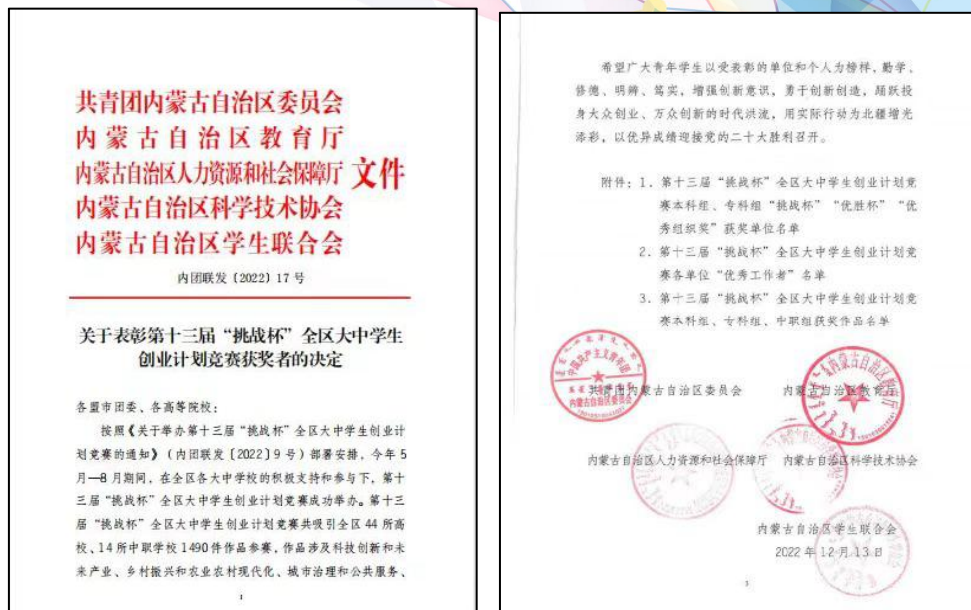 共青团内蒙古自治区委员会
内蒙古自治区教育厅
内蒙古自治区人力资源和社会保障厅 文件
内蒙古自治区科学技术协会
内蒙古自治区学生联合会
内团联发〔2022〕17 号
关于表彰第十三届“挑战杯”全区大中学生
创业计划竞赛获奖者的决定
各盟市团委、各高等院校：
按照《关于举办第十三届“挑战杯”全区大中学生创业计
划竞赛的通知》（内团联发〔2022〕9 号）部署安排，今年 5
月—8 月期间，在全区各大中学校的积极支持和参与下，第十
三届“挑战杯”全区大中学生创业计划竞赛成功举办。第十三
届“挑战杯”全区大中学生创业计划竞赛共吸引全区 44 所高
校、14 所中职学校 1490 件作品参赛，作品涉及科技创新和未
来产业、乡村振兴和农业农村现代化、城市治理和公共服务、
1
希望广大青年学生以受表彰的单位和个人为榜样，勤学、
修德、明辨、笃实，增强创新意识，勇于创新创造，踊跃投
身大众创业、万众创新的时代洪流，用实际行动为北疆增光
添彩，以优异成绩迎接党的二十大胜利召开。
附件：1. 第十三届“挑战杯”全区大中学生创业计划竞
赛本科组、专科组“挑战杯”“优胜杯”“优
秀组织奖”获奖单位名单
2. 第十三届“挑战杯”全区大中学生创业计划竞
赛各单位“优秀工作者”名单
3. 第十三届“挑战杯”全区大中学生创业计划竞
赛本科组、专科组、中职组获奖作品名单
共青团内蒙古自治区委员会 内蒙古自治区教育厅
内蒙古自治区人力资源和社会保障厅 内蒙古自治区科学技术协会
内蒙古自治区学生联合会
2022 年 12 月 13 日
3